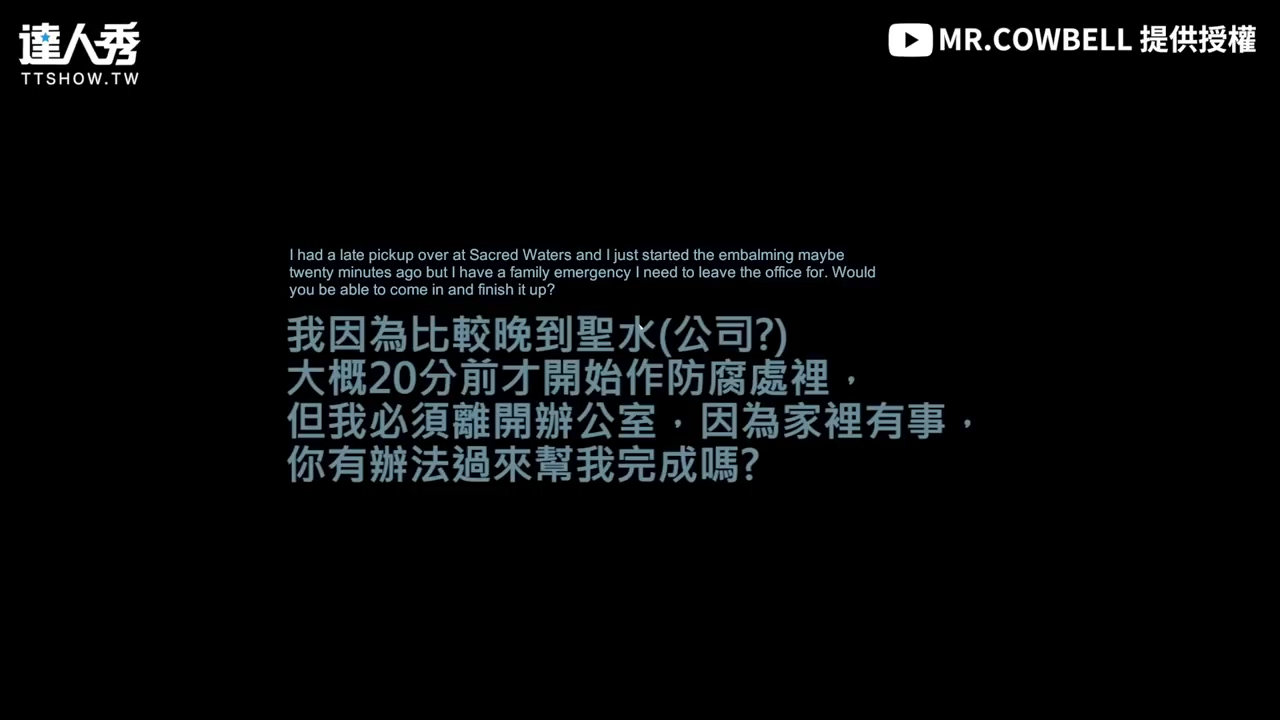 達人秀
TTSHOW.TW
MR.COWBELL 提供授權
I had a late pickup over at Sacred Waters and I just started the embalming maybe
twenty minutes ago but I have a family emergency I need to leave the office for. Would
you be able to come in and finish it up?
我因為比較晚到聖水(公司?)
大概20分前才開始作防腐處裡，
但我必須離開辦公室，因為家裡有事，
你有辦法過來幫我完成嗎?